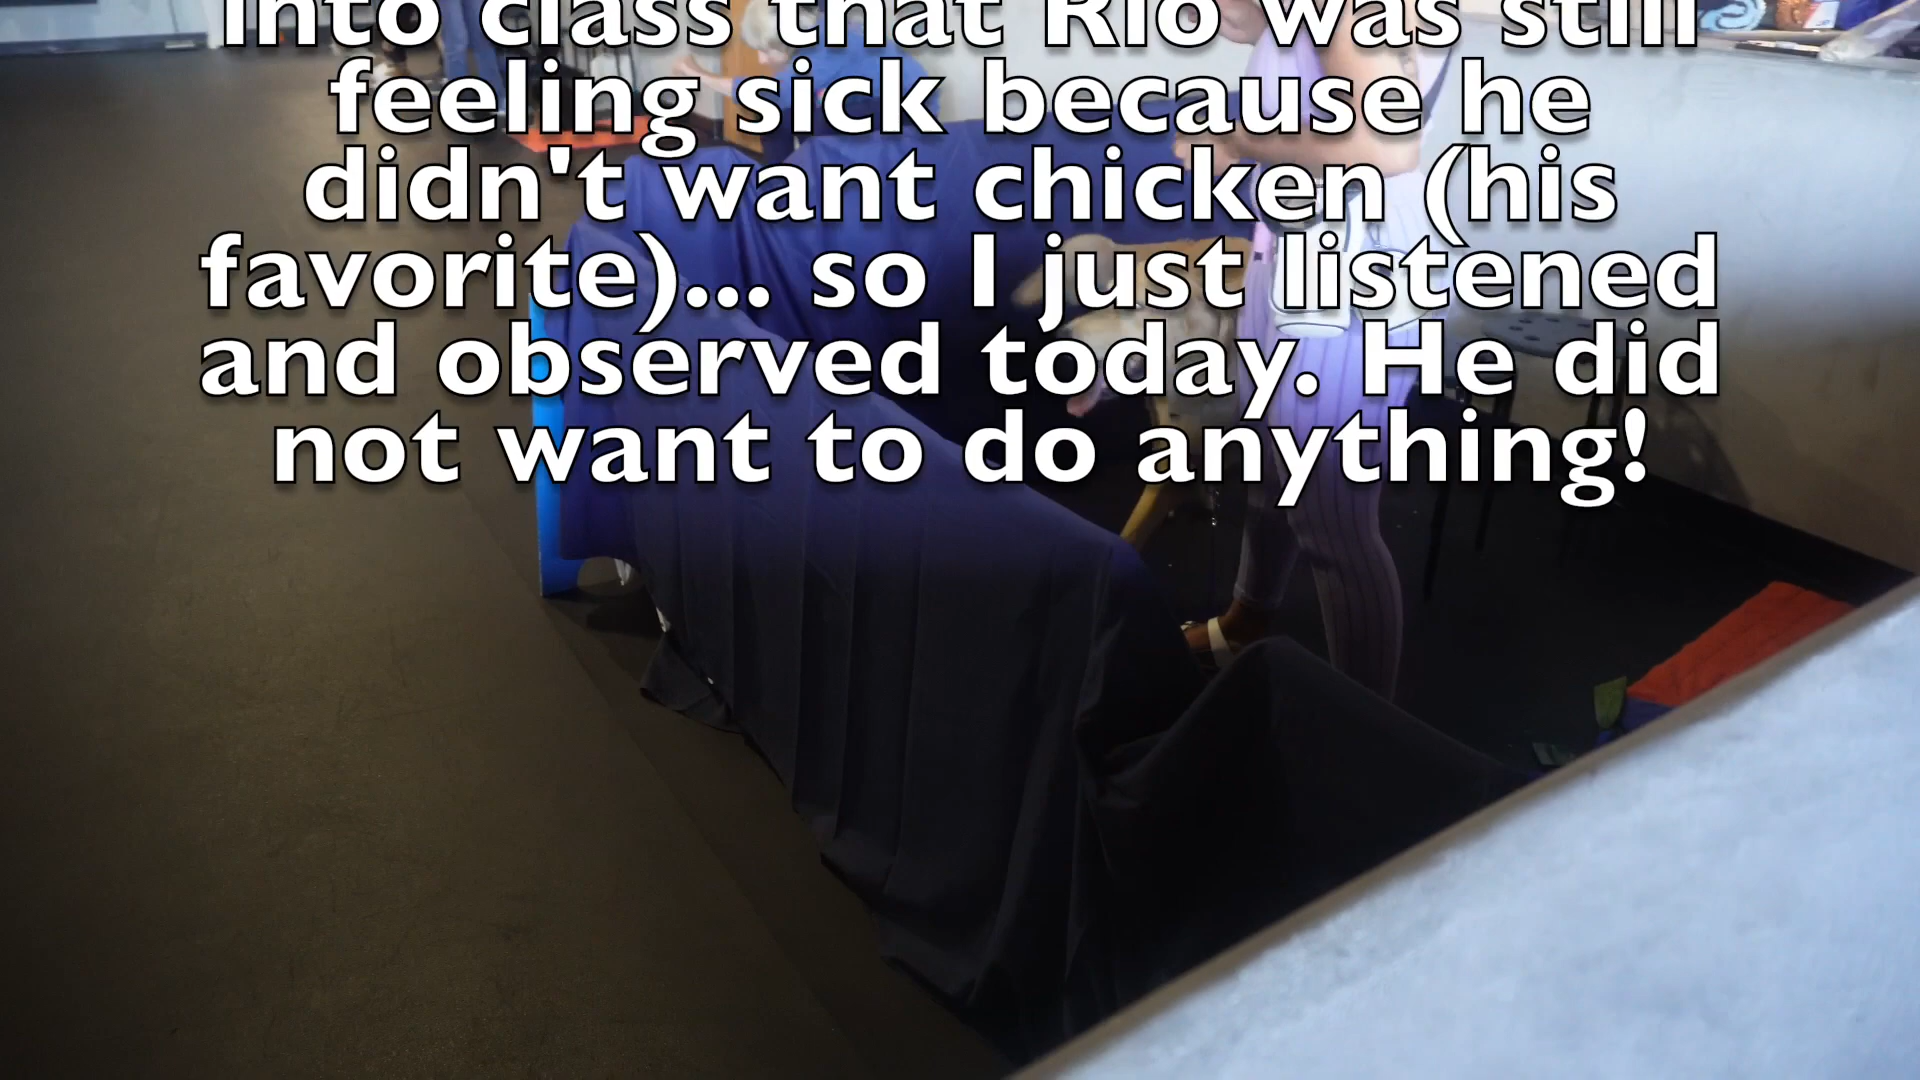 into class that Rio was still
feeling sick because he
didn't want chicken (his
favorite)... so I just listened
and observed today. He did
not want to do anything!